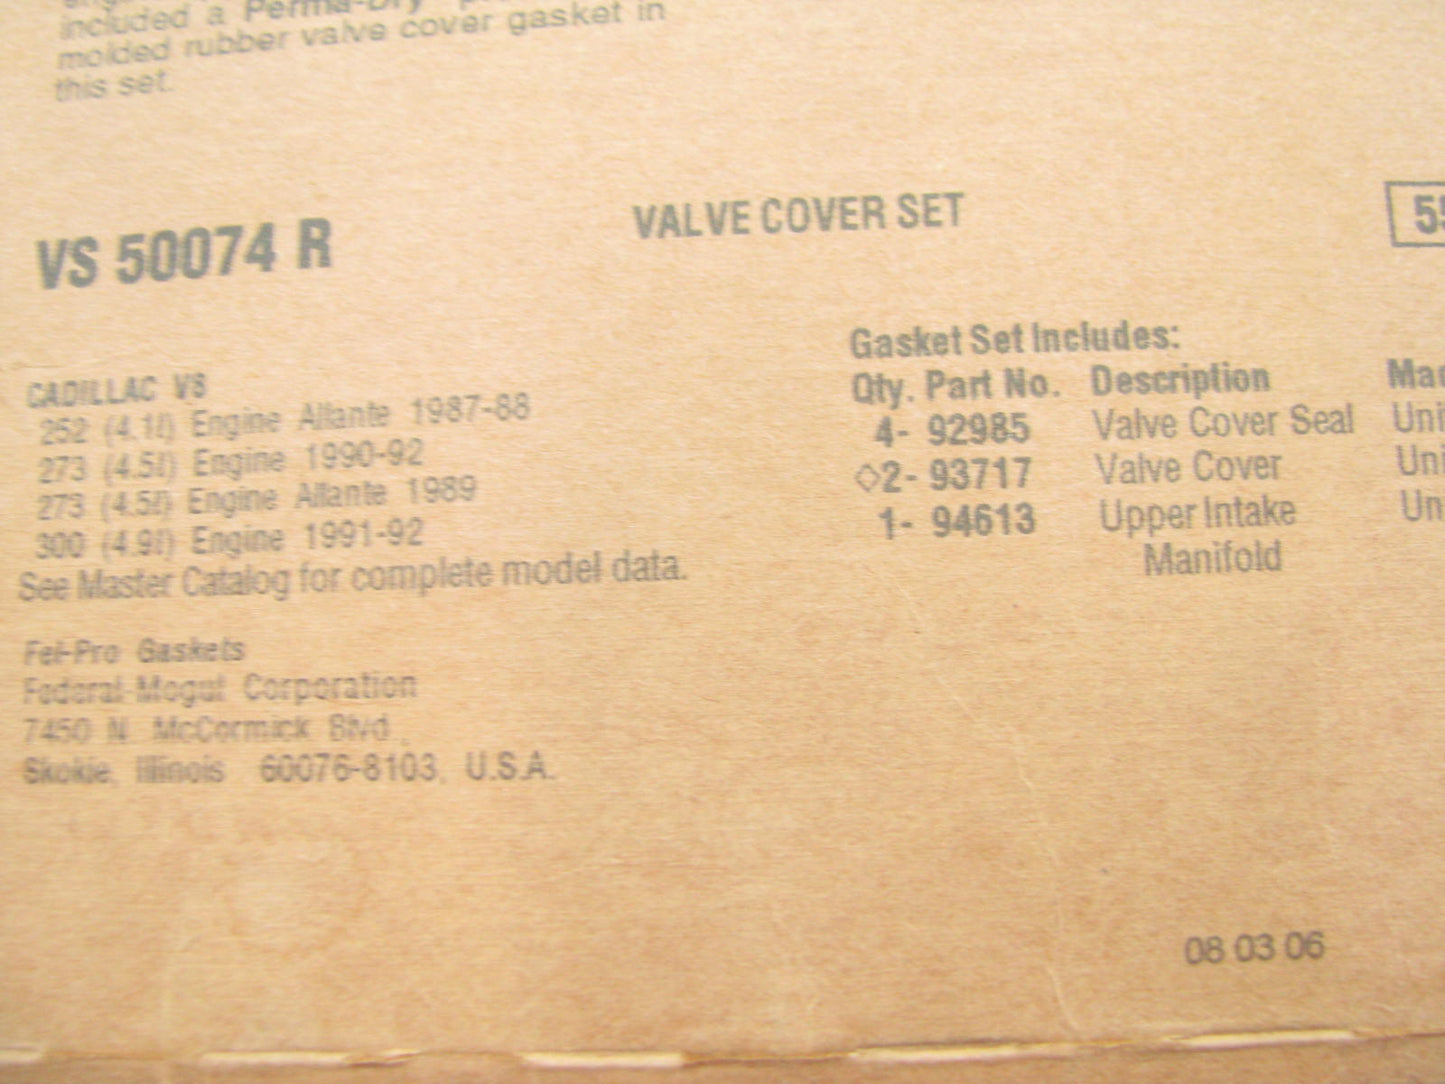 included a Perma-Dry
molded rubber valve cover gasket in
this set.
VS 50074 R
VALVE COVER SET
CADILLAC V8
252 (4.1l) Engine Allante 1987-88
273 (4.5l) Engine 1990-92
273 (4.5l) Engine Allante 1989
300 (4.9l) Engine 1991-92
See Master Catalog for complete model data.
Fel-Pro Gaskets
Federal-Mogul Corporation
7450 N McCormick Blvd.
Skokie, Illinois 60076-8103, U.S.A.
Gasket Set Includes:
Qty. Part No. Description
4- 92985 Valve Cover Seal
◇2- 93717 Valve Cover
1- 94613 Upper Intake
Manifold
08 03 06